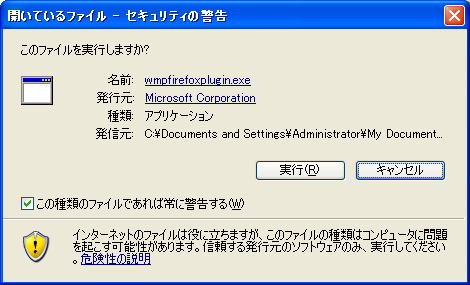 開いているファイル - セキュリティの警告
このファイルを実行しますか?
名前: wmpfirefoxplugin.exe
発行元: Microsoft Corporation
種類: アプリケーション
発信元: C:¥Documents and Settings¥Administrator¥My Document...
実行(R)
キャンセル
この種類のファイルであれば常に警告する(W)
インターネットのファイルは役に立ちますが、このファイルの種類はコンピュータに問題
を起こす可能性があります。信頼する発行元のソフトウェアのみ、実行してください
。危険性の説明